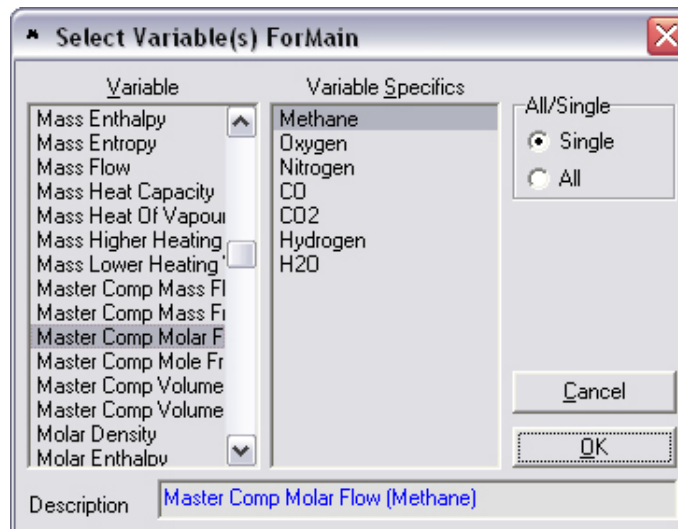 Select Variable(s) ForMain
Variable
Mass Enthalpy
Mass Entropy
Mass Flow
Mass Heat Capacity
Mass Heat Of Vapour
Mass Higher Heating
Mass Lower Heating
Master Comp Mass Fl
Master Comp Mass Fr
Master Comp Molar F
Master Comp Mole Fr
Master Comp Volume
Master Comp Volume
Molar Density
Molar Enthalpy
Variable Specifics
Methane
Oxygen
Nitrogen
CO
CO2
Hydrogen
H2O
All/Single
Single
All
Cancel
OK
Description Master Comp Molar Flow (Methane)